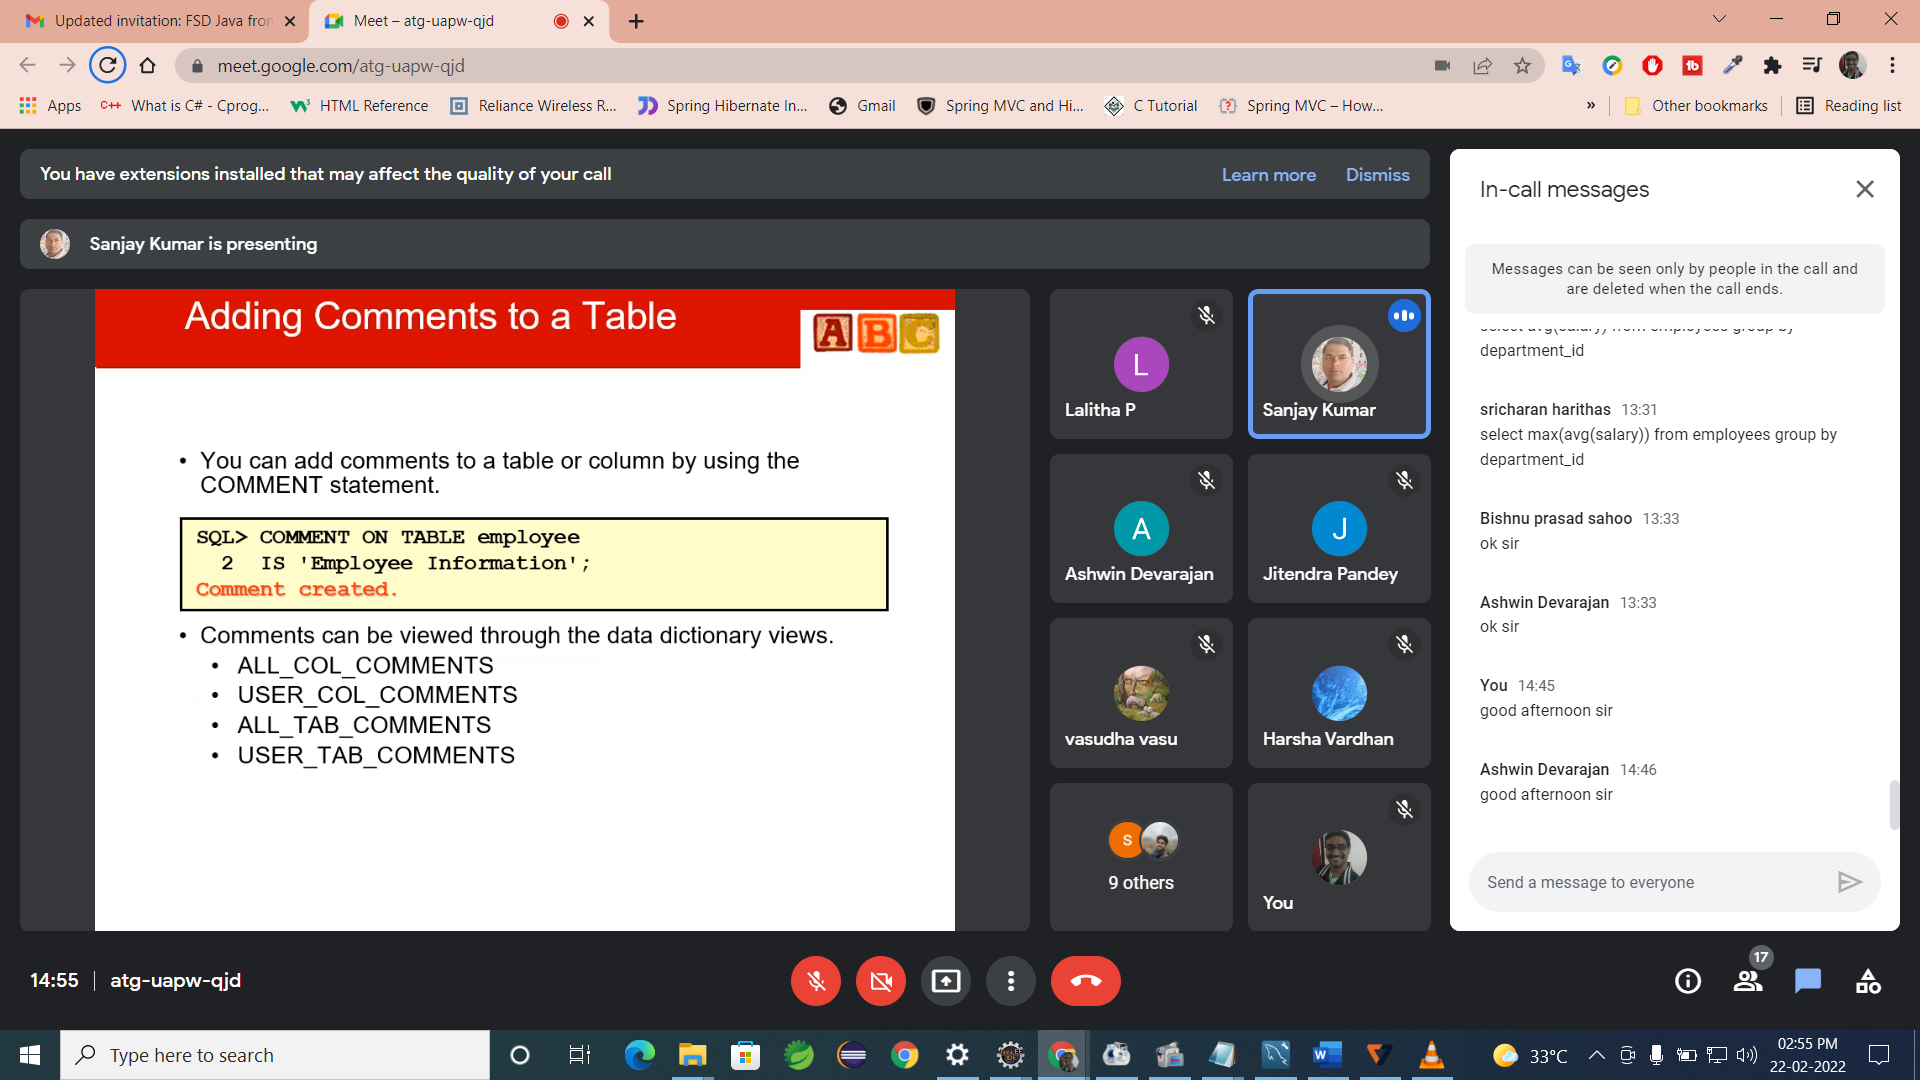 Updated invitation: FSD Java fron
Meet – atg-uapw-qjd
meet.google.com/atg-uapw-qjd
Apps
What is C# - Cprog...
HTML Reference
Reliance Wireless R...
Spring Hibernate In...
Gmail
Spring MVC and Hi...
C Tutorial
Spring MVC – How...
»
Other bookmarks
Reading list
You have extensions installed that may affect the quality of your call
Learn more
Dismiss
Sanjay Kumar is presenting
Adding Comments to a Table
A B C
• You can add comments to a table or column by using the
COMMENT statement.
SQL> COMMENT ON TABLE employee
2 IS 'Employee Information';
Comment created.
• Comments can be viewed through the data dictionary views.
• ALL_COL_COMMENTS
• USER_COL_COMMENTS
• ALL_TAB_COMMENTS
• USER_TAB_COMMENTS
L
Lalitha P
Sanjay Kumar
A
Ashwin Devarajan
J
Jitendra Pandey
vasudha vasu
Harsha Vardhan
S
9 others
You
In-call messages
Messages can be seen only by people in the call and
are deleted when the call ends.
select avg(salary) from employees group by
department_id
sricharan harithas 13:31
select max(avg(salary)) from employees group by
department_id
Bishnu prasad sahoo 13:33
ok sir
Ashwin Devarajan 13:33
ok sir
You 14:45
good afternoon sir
Ashwin Devarajan 14:46
good afternoon sir
Send a message to everyone
14:55 | atg-uapw-qjd
17
Type here to search
33°C
02:55 PM
22-02-2022